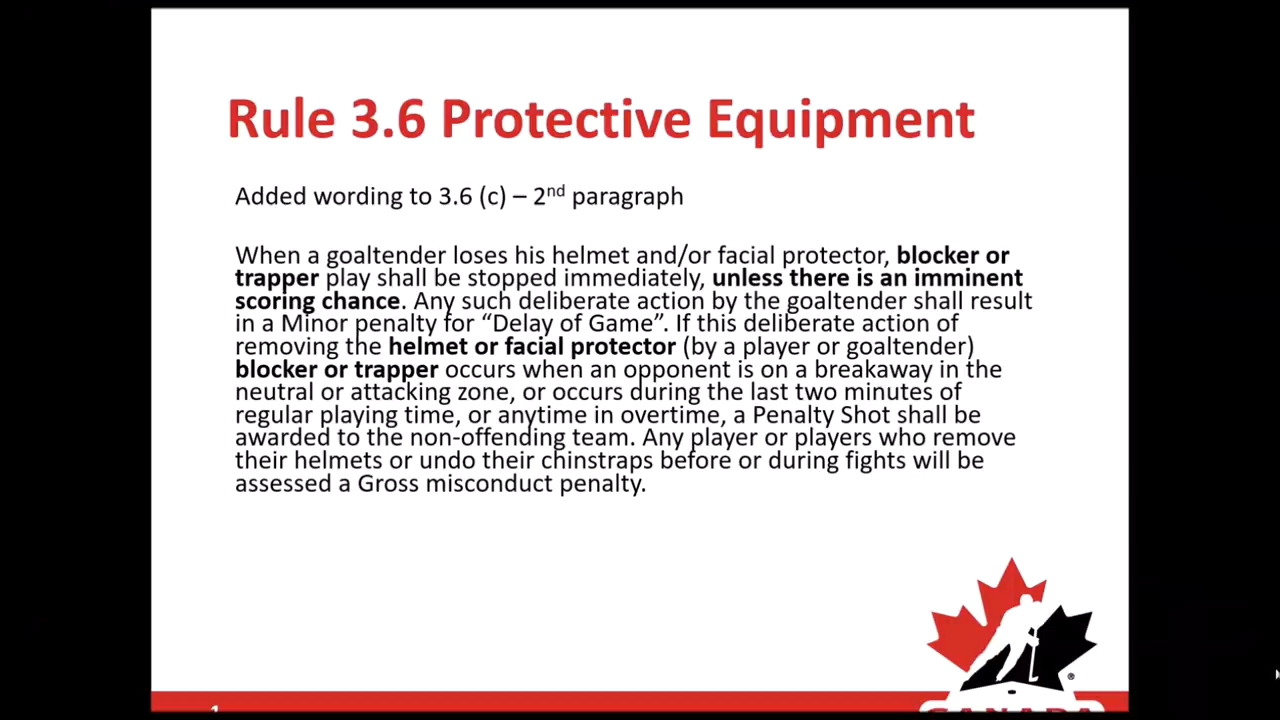 Rule 3.6 Protective Equipment
Added wording to 3.6 (c) – 2nd paragraph
When a goaltender loses his helmet and/or facial protector, blocker or
trapper play shall be stopped immediately, unless there is an imminent
scoring chance. Any such deliberate action by the goaltender shall result
in a Minor penalty for “Delay of Game”. If this deliberate action of
removing the helmet or facial protector (by a player or goaltender)
blocker or trapper occurs when an opponent is on a breakaway in the
neutral or attacking zone, or occurs during the last two minutes of
regular playing time, or anytime in overtime, a Penalty Shot shall be
awarded to the non-offending team. Any player or players who remove
their helmets or undo their chinstraps before or during fights will be
assessed a Gross misconduct penalty.
®
1
CANADA